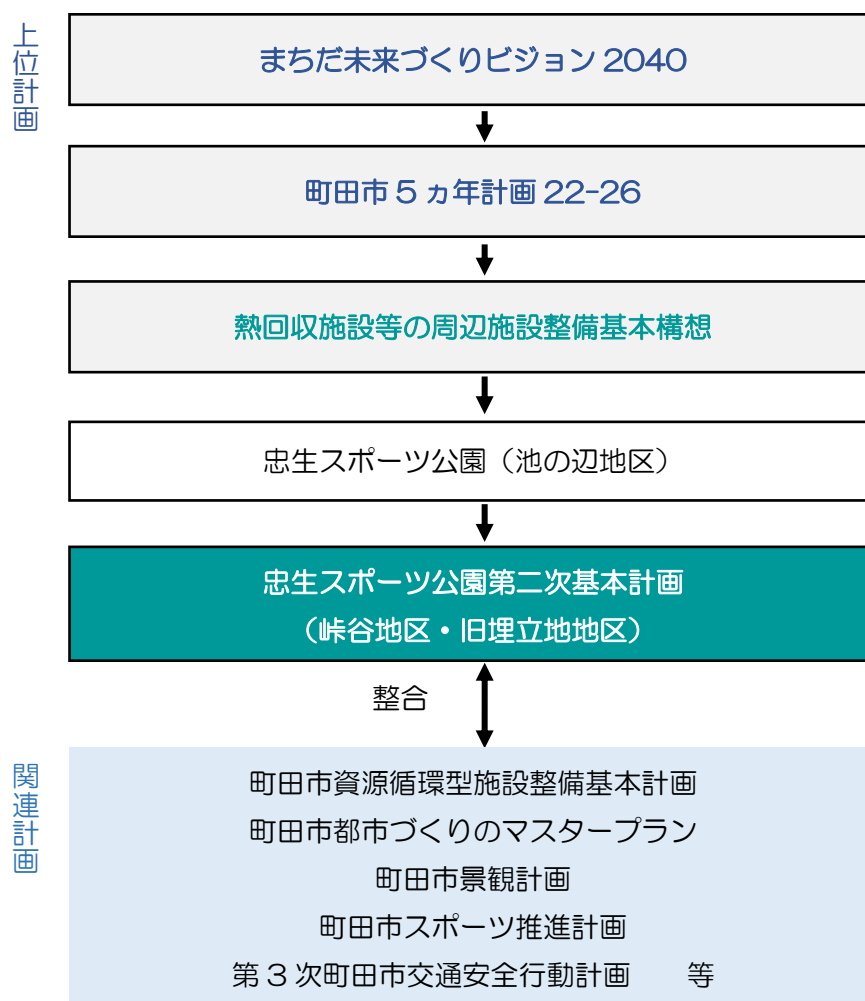 上位計画
まちだ未来づくりビジョン 2040
町田市 5 ヵ年計画 22-26
熱回収施設等の周辺施設整備基本構想
忠生スポーツ公園（池の辺地区）
忠生スポーツ公園第二次基本計画
（峠谷地区・旧埋立地地区）
整合
関連計画
町田市資源循環型施設整備基本計画
町田市都市づくりのマスタープラン
町田市景観計画
町田市スポーツ推進計画
第 3 次町田市交通安全行動計画　　等